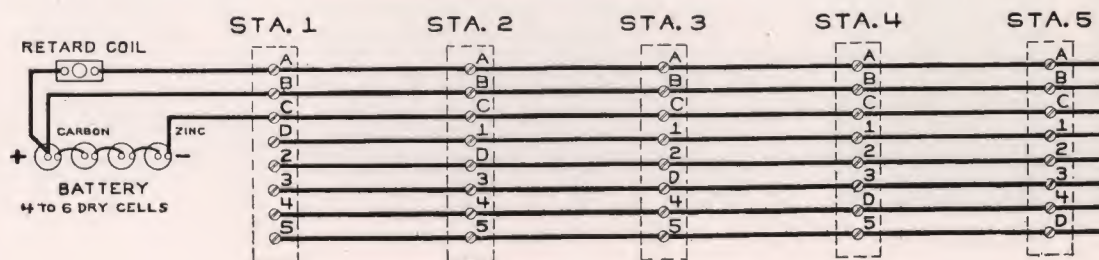 STA. 1 STA. 2 STA. 3 STA. 4 STA. 5
RETARD COIL
A A A A A
B B B B B
C C C C C
CARBON ZINC
D 1 1 1 1
+ -
2 D 2 2 2
BATTERY
3 3 D 3 3
4 TO 6 DRY CELLS
4 4 4 D 4
5 5 5 5 D